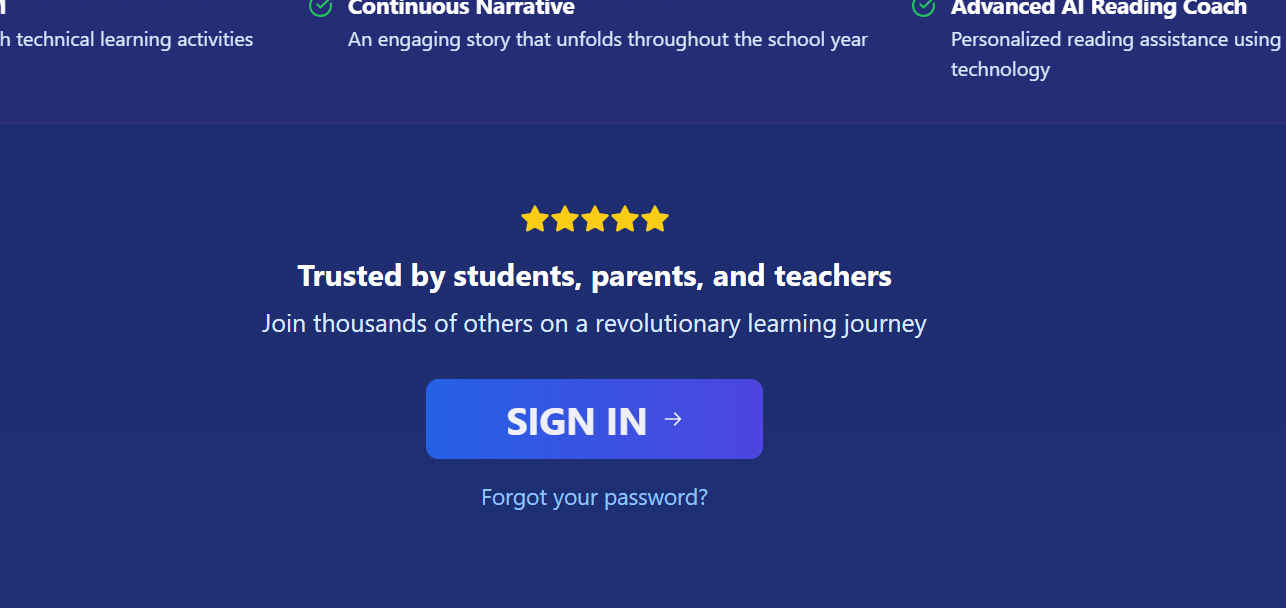 Continuous Narrative
Advanced AI Reading Coach
technical learning activities
An engaging story that unfolds throughout the school year
Personalized reading assistance using
technology
Trusted by students, parents, and teachers
Join thousands of others on a revolutionary learning journey
SIGN IN →
Forgot your password?